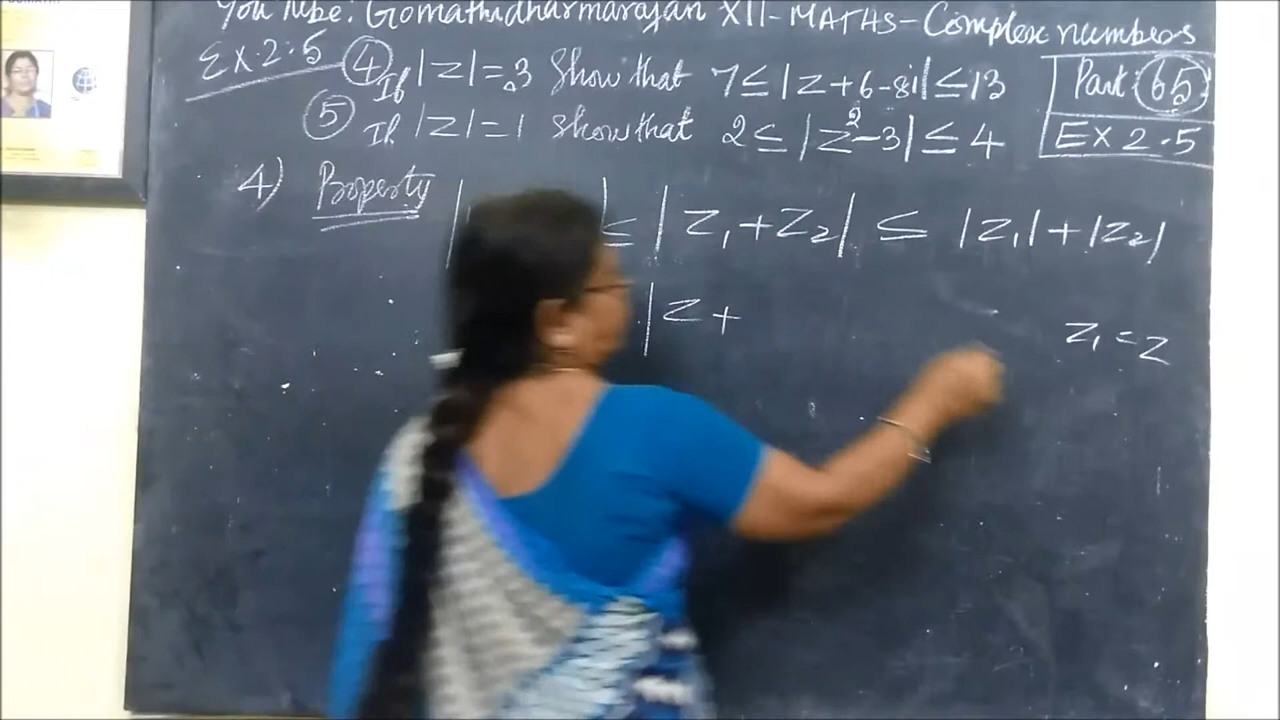 YouTube: Gomathidharmarajan XII-MATHS-Complex numbers
Ex 2.5 ④ If |z|=3 Show that 7≤|z+6-8i|≤13
Part: 65
⑤ If |z|=1 show that 2≤|z²-3|≤4
EX 2.5
4) Property | |≤|z₁+z₂|≤|z₁|+|z₂|
|z+
z₁=z